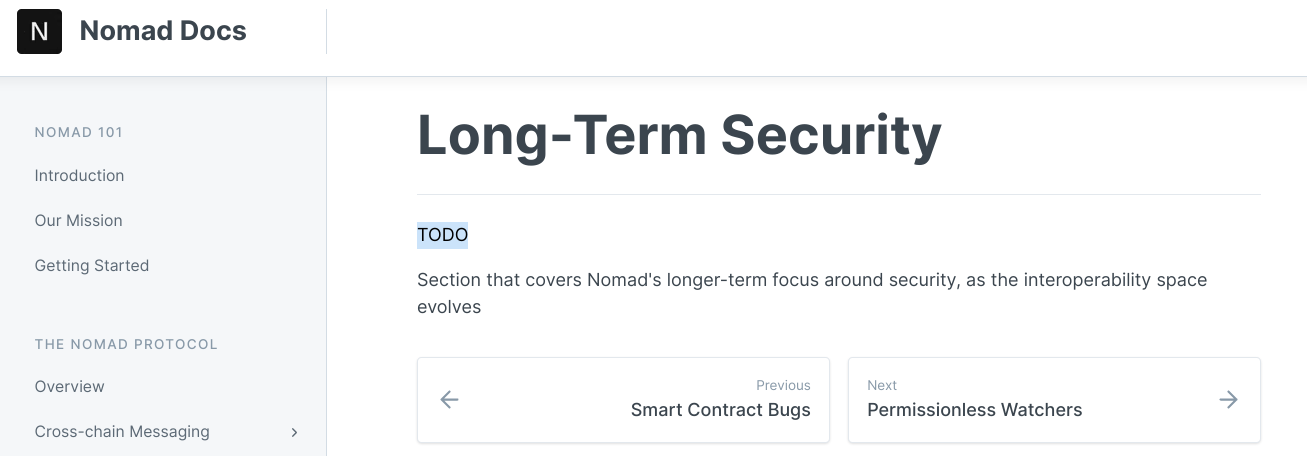 N Nomad Docs
NOMAD 101
Introduction
Our Mission
Getting Started
THE NOMAD PROTOCOL
Overview
Cross-chain Messaging
Long-Term Security
TODO
Section that covers Nomad's longer-term focus around security, as the interoperability space
evolves
Previous
Smart Contract Bugs
Next
Permissionless Watchers